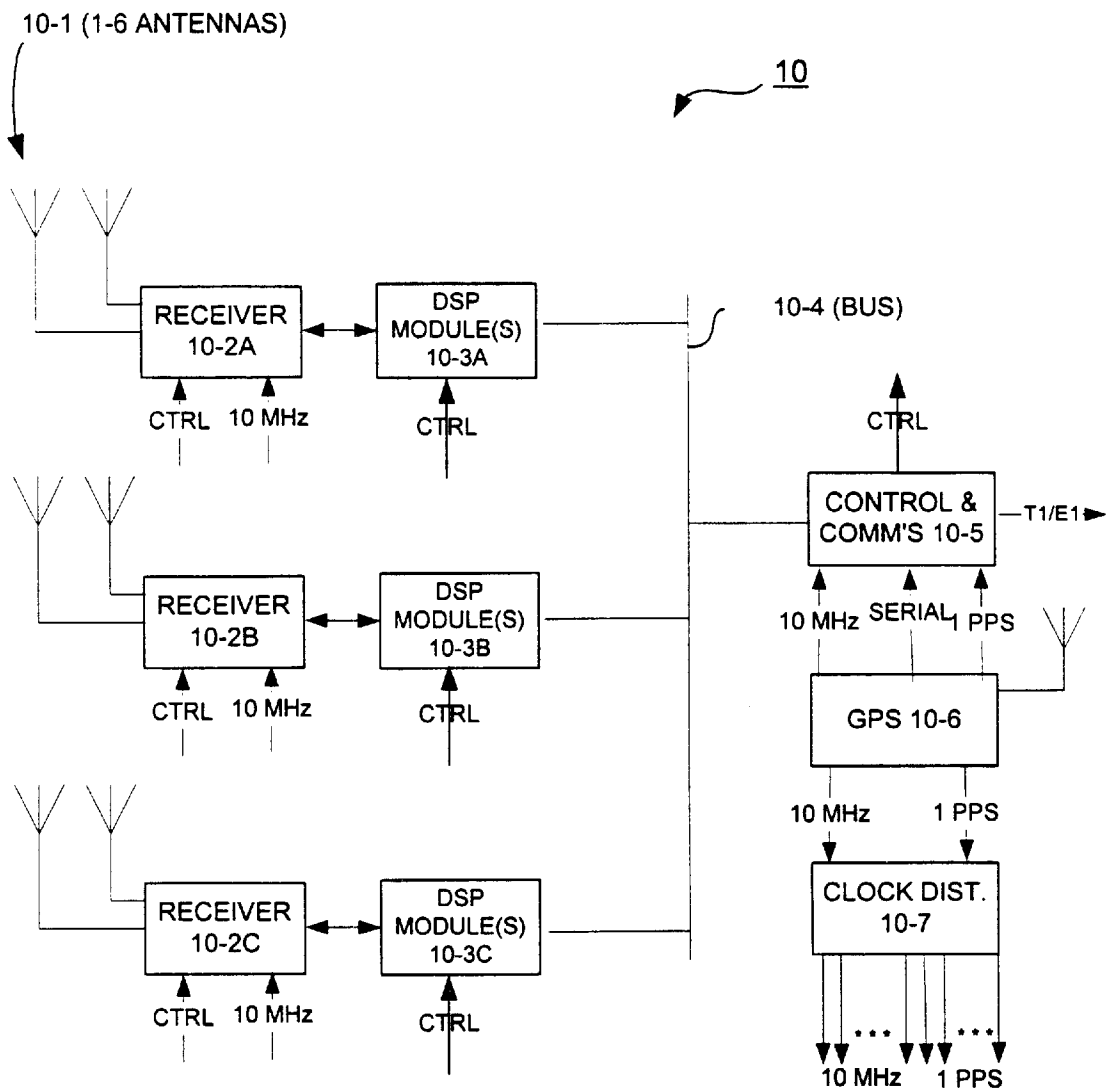 10-1 (1-6 ANTENNAS)
10
RECEIVER
10-2A
DSP
MODULE(S)
10-3A
10-4 (BUS)
CTRL
10 MHz
CTRL
CTRL
CONTROL &
COMM'S 10-5
T1/E1
RECEIVER
10-2B
DSP
MODULE(S)
10-3B
10 MHz
SERIAL
1 PPS
CTRL
10 MHz
CTRL
GPS 10-6
10 MHz
1 PPS
RECEIVER
10-2C
DSP
MODULE(S)
10-3C
CLOCK DIST.
10-7
CTRL
10 MHz
CTRL
10 MHz
1 PPS